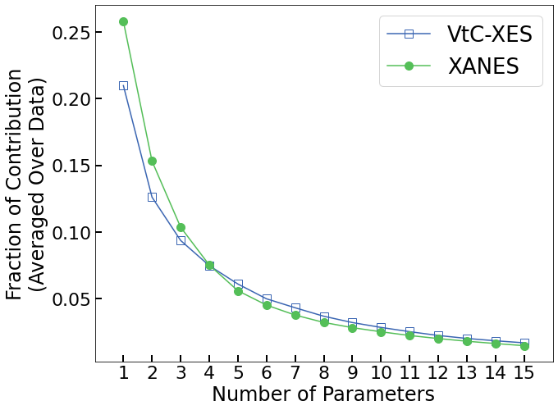 0.25
0.20
0.15
0.10
0.05
Fraction of Contribution
(Averaged Over Data)
VtC-XES
XANES
1 2 3 4 5 6 7 8 9 10 11 12 13 14 15
Number of Parameters